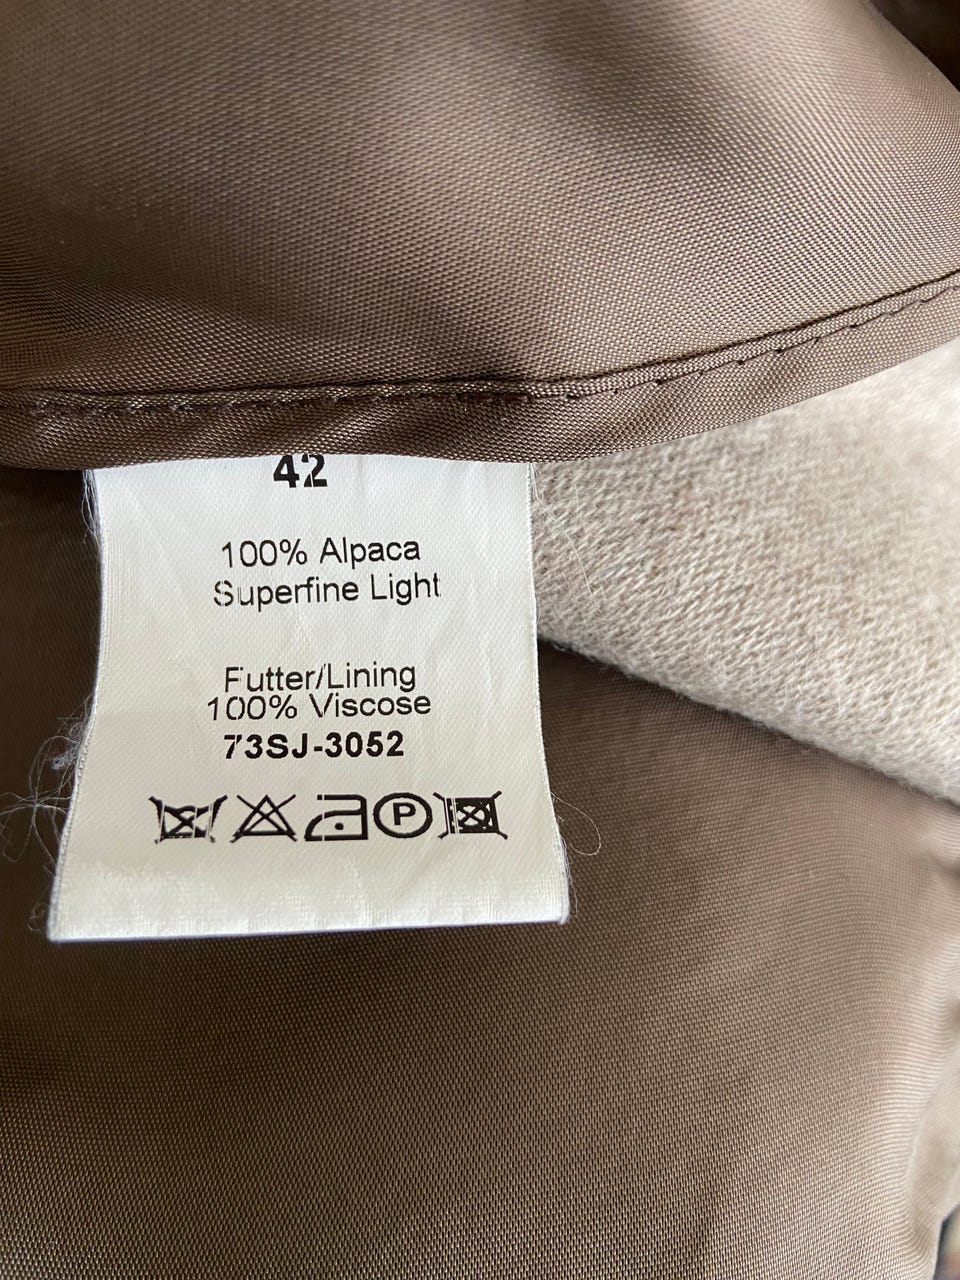 42
100% Alpaca
Superfine Light
Futter/Lining
100% Viscose
73SJ-3052
P